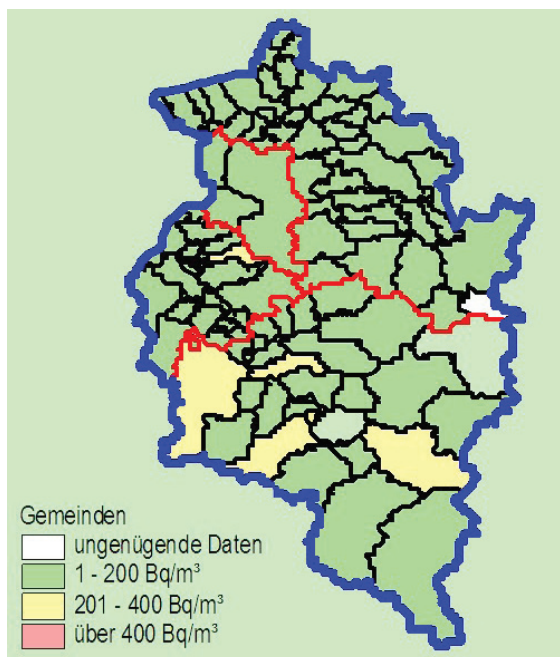 Gemeinden
ungenügende Daten
1 - 200 Bq/m³
201 - 400 Bq/m³
über 400 Bq/m³